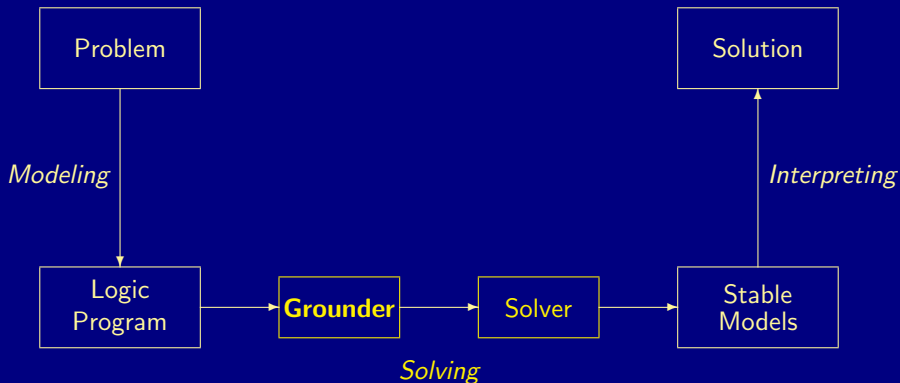 Problem
Solution
Modeling
Interpreting
Logic
Program
Grounder
Solver
Stable
Models
Solving